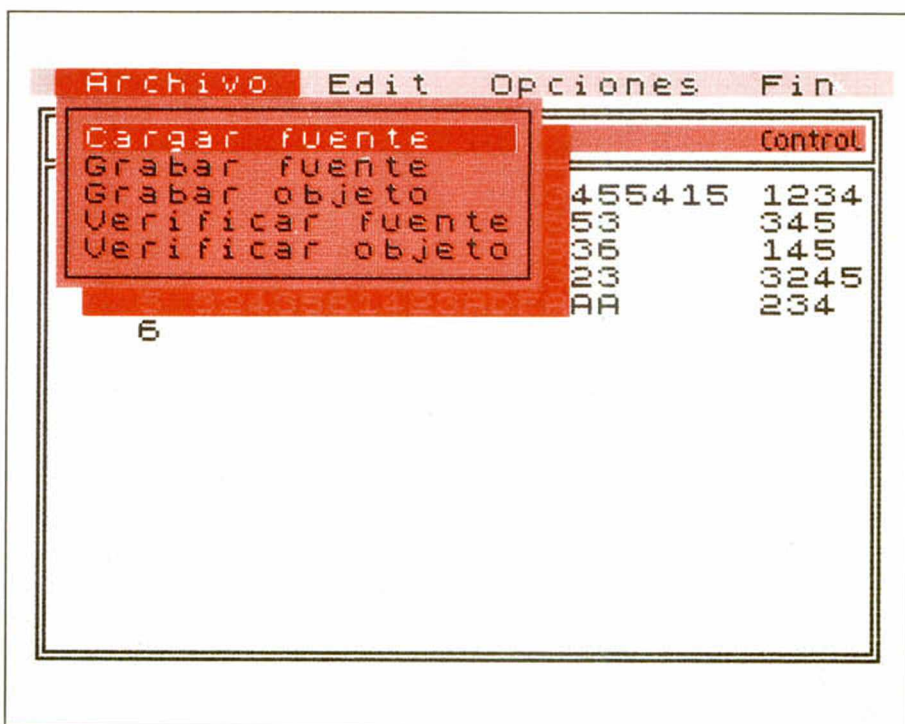 Archivo Edit Opciones Fin
Control
Cargar fuente
Grabar fuente
Grabar objeto
Verificar fuente
Verificar objeto
455415 1234
53 345
36 145
23 3245
AA 234
6